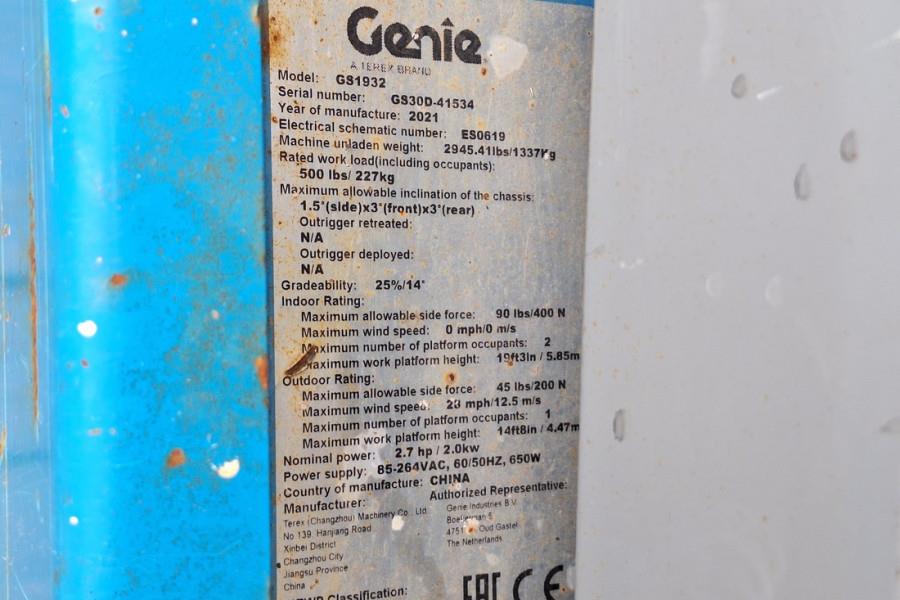 Genie
A TEREX BRAND
Model: GS1932
Serial number: GS30D-41534
Year of manufacture: 2021
Electrical schematic number: ES0619
Machine unladen weight: 2945.41lbs/1337Kg
Rated work load(including occupants):
500 lbs/ 227kg
Maximum allowable inclination of the chassis:
1.5°(side)x3°(front)x3°(rear)
Outrigger retreated:
N/A
Outrigger deployed:
N/A
Gradeability: 25%/14°
Indoor Rating:
Maximum allowable side force: 90 lbs/400 N
Maximum wind speed: 0 mph/0 m/s
Maximum number of platform occupants: 2
Maximum work platform height: 19ft3in / 5.85m
Outdoor Rating:
Maximum allowable side force: 45 lbs/200 N
Maximum wind speed: 28 mph/12.5 m/s
Maximum number of platform occupants: 1
Maximum work platform height: 14ft8in / 4.47m
Nominal power: 2.7 hp / 2.0kw
Power supply: 85-264VAC, 60/50HZ, 650W
Country of manufacture: CHINA
Manufacturer: Authorized Representative:
Terex (Changzhou) Machinery Co., Ltd. Genie Industries B.V.
No 139 Hanjiang Road 5
Xinbei District Oud Gastel
Changzhou City The Netherlands
Jiangsu Province
China
Classification:
EAC CE